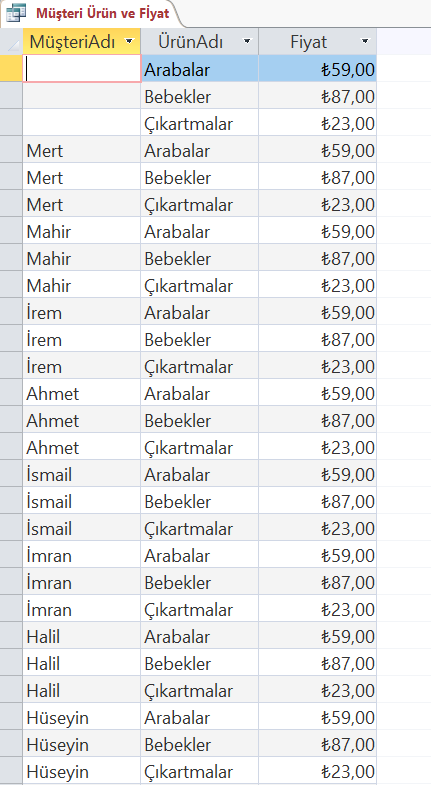 Müşteri Ürün ve Fİyat
MüşteriAdı ÜrünAdı Fiyat
Arabalar ₺59,00
Bebekler ₺87,00
Çıkartmalar ₺23,00
Mert Arabalar ₺59,00
Mert Bebekler ₺87,00
Mert Çıkartmalar ₺23,00
Mahir Arabalar ₺59,00
Mahir Bebekler ₺87,00
Mahir Çıkartmalar ₺23,00
İrem Arabalar ₺59,00
İrem Bebekler ₺87,00
İrem Çıkartmalar ₺23,00
Ahmet Arabalar ₺59,00
Ahmet Bebekler ₺87,00
Ahmet Çıkartmalar ₺23,00
İsmail Arabalar ₺59,00
İsmail Bebekler ₺87,00
İsmail Çıkartmalar ₺23,00
İmran Arabalar ₺59,00
İmran Bebekler ₺87,00
İmran Çıkartmalar ₺23,00
Halil Arabalar ₺59,00
Halil Bebekler ₺87,00
Halil Çıkartmalar ₺23,00
Hüseyin Arabalar ₺59,00
Hüseyin Bebekler ₺87,00
Hüseyin Çıkartmalar ₺23,00